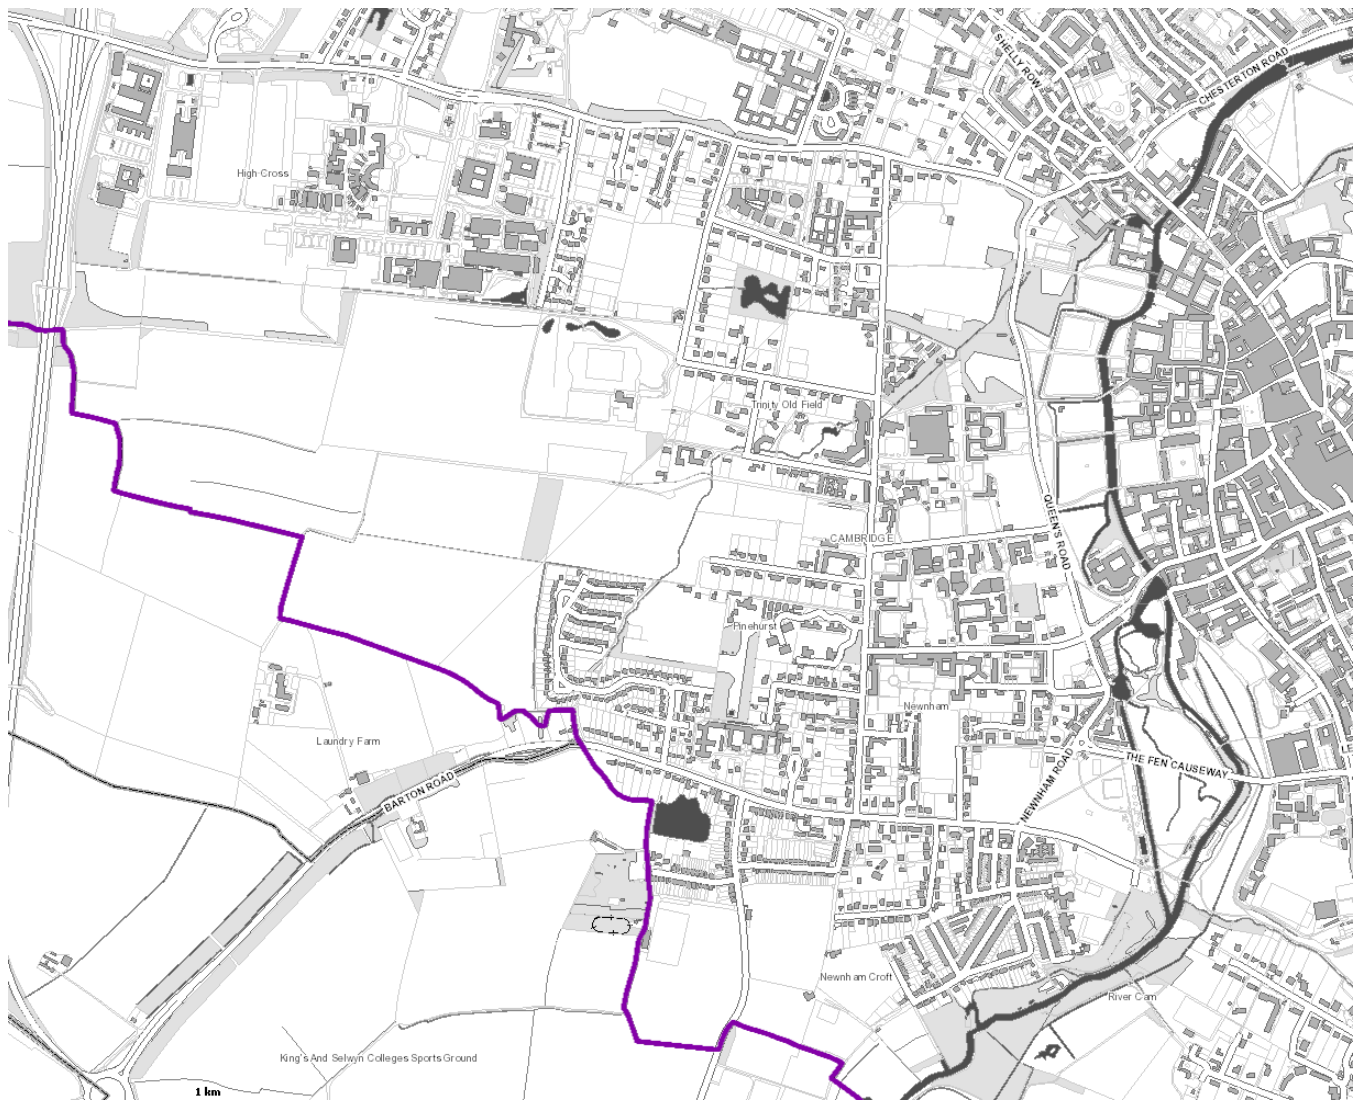 SHELLY ROW
CHESTERTON ROAD
High Cross
Trinity Old Field
QUEEN'S ROAD
CAMBRIDGE
Pinehurst
Newnham
Laundry Farm
THE FEN CAUSEWAY
NEWNHAM ROAD
BARTON ROAD
LE
Newnham Croft
River Cam
King's And Selwyn Colleges Sports Ground
1 km